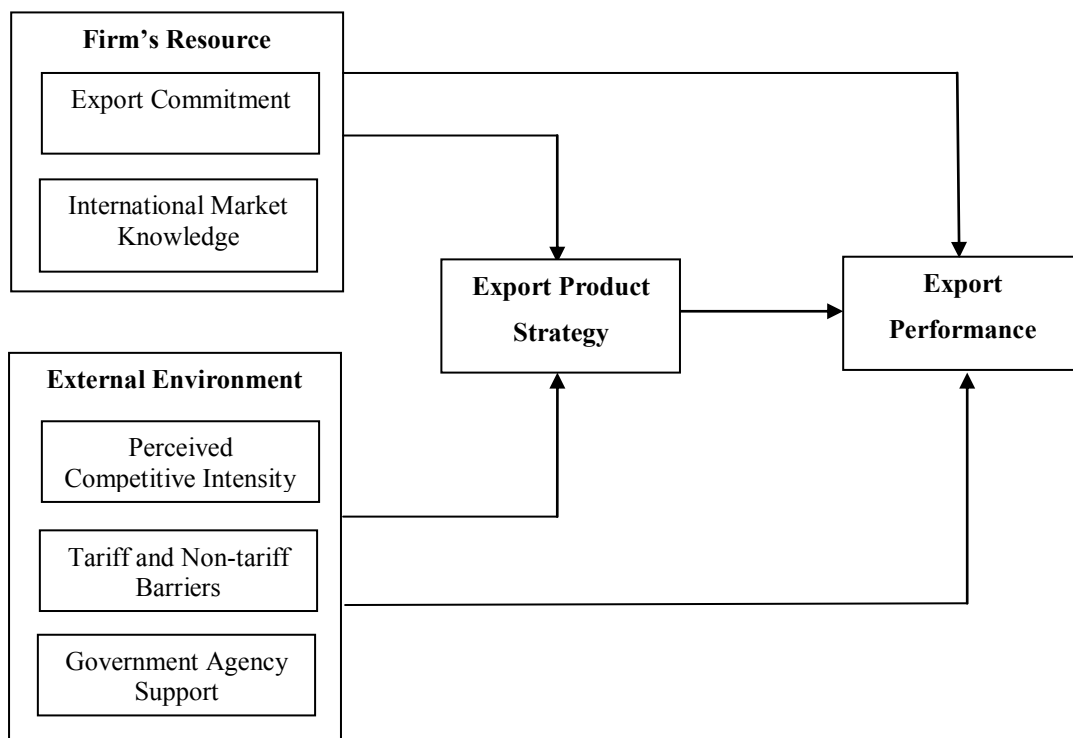 Firm’s Resource
Export Commitment
International Market
Knowledge
Export Product
Strategy
Export
Performance
External Environment
Perceived
Competitive Intensity
Tariff and Non-tariff
Barriers
Government Agency
Support